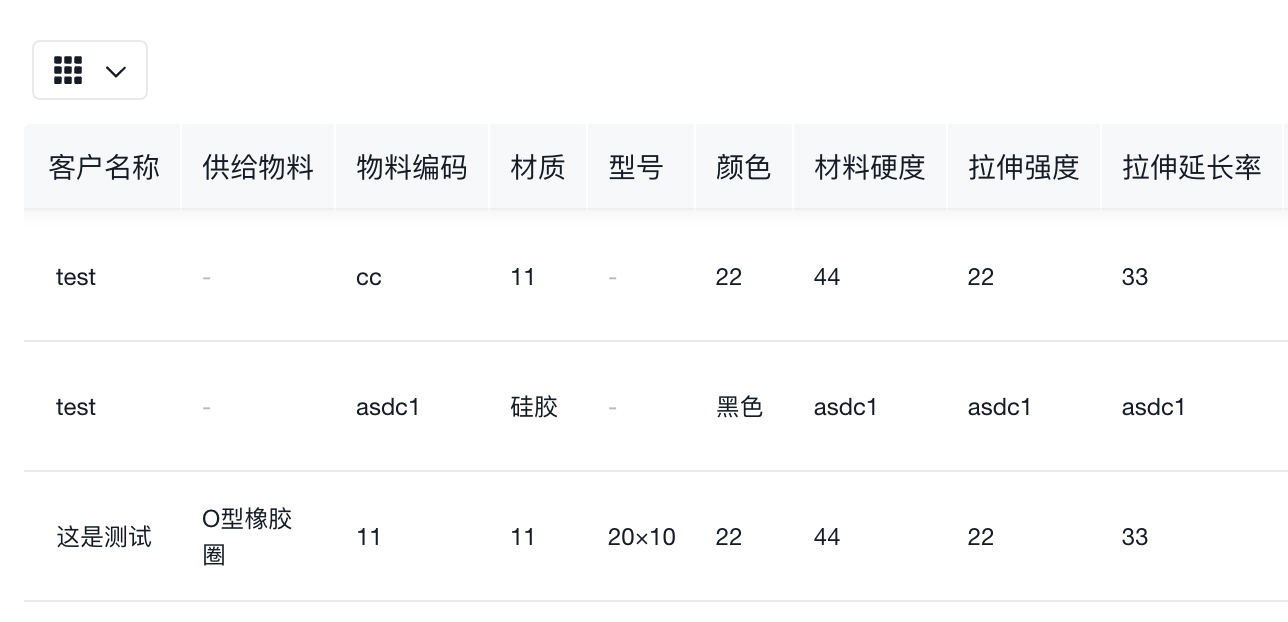 客户名称 供给物料 物料编码 材质 型号 颜色 材料硬度 拉伸强度 拉伸延长率
test - cc 11 - 22 44 22 33
test - asdc1 硅胶 - 黑色 asdc1 asdc1 asdc1
这是测试 O型橡胶 11 11 20×10 22 44 22 33
圈